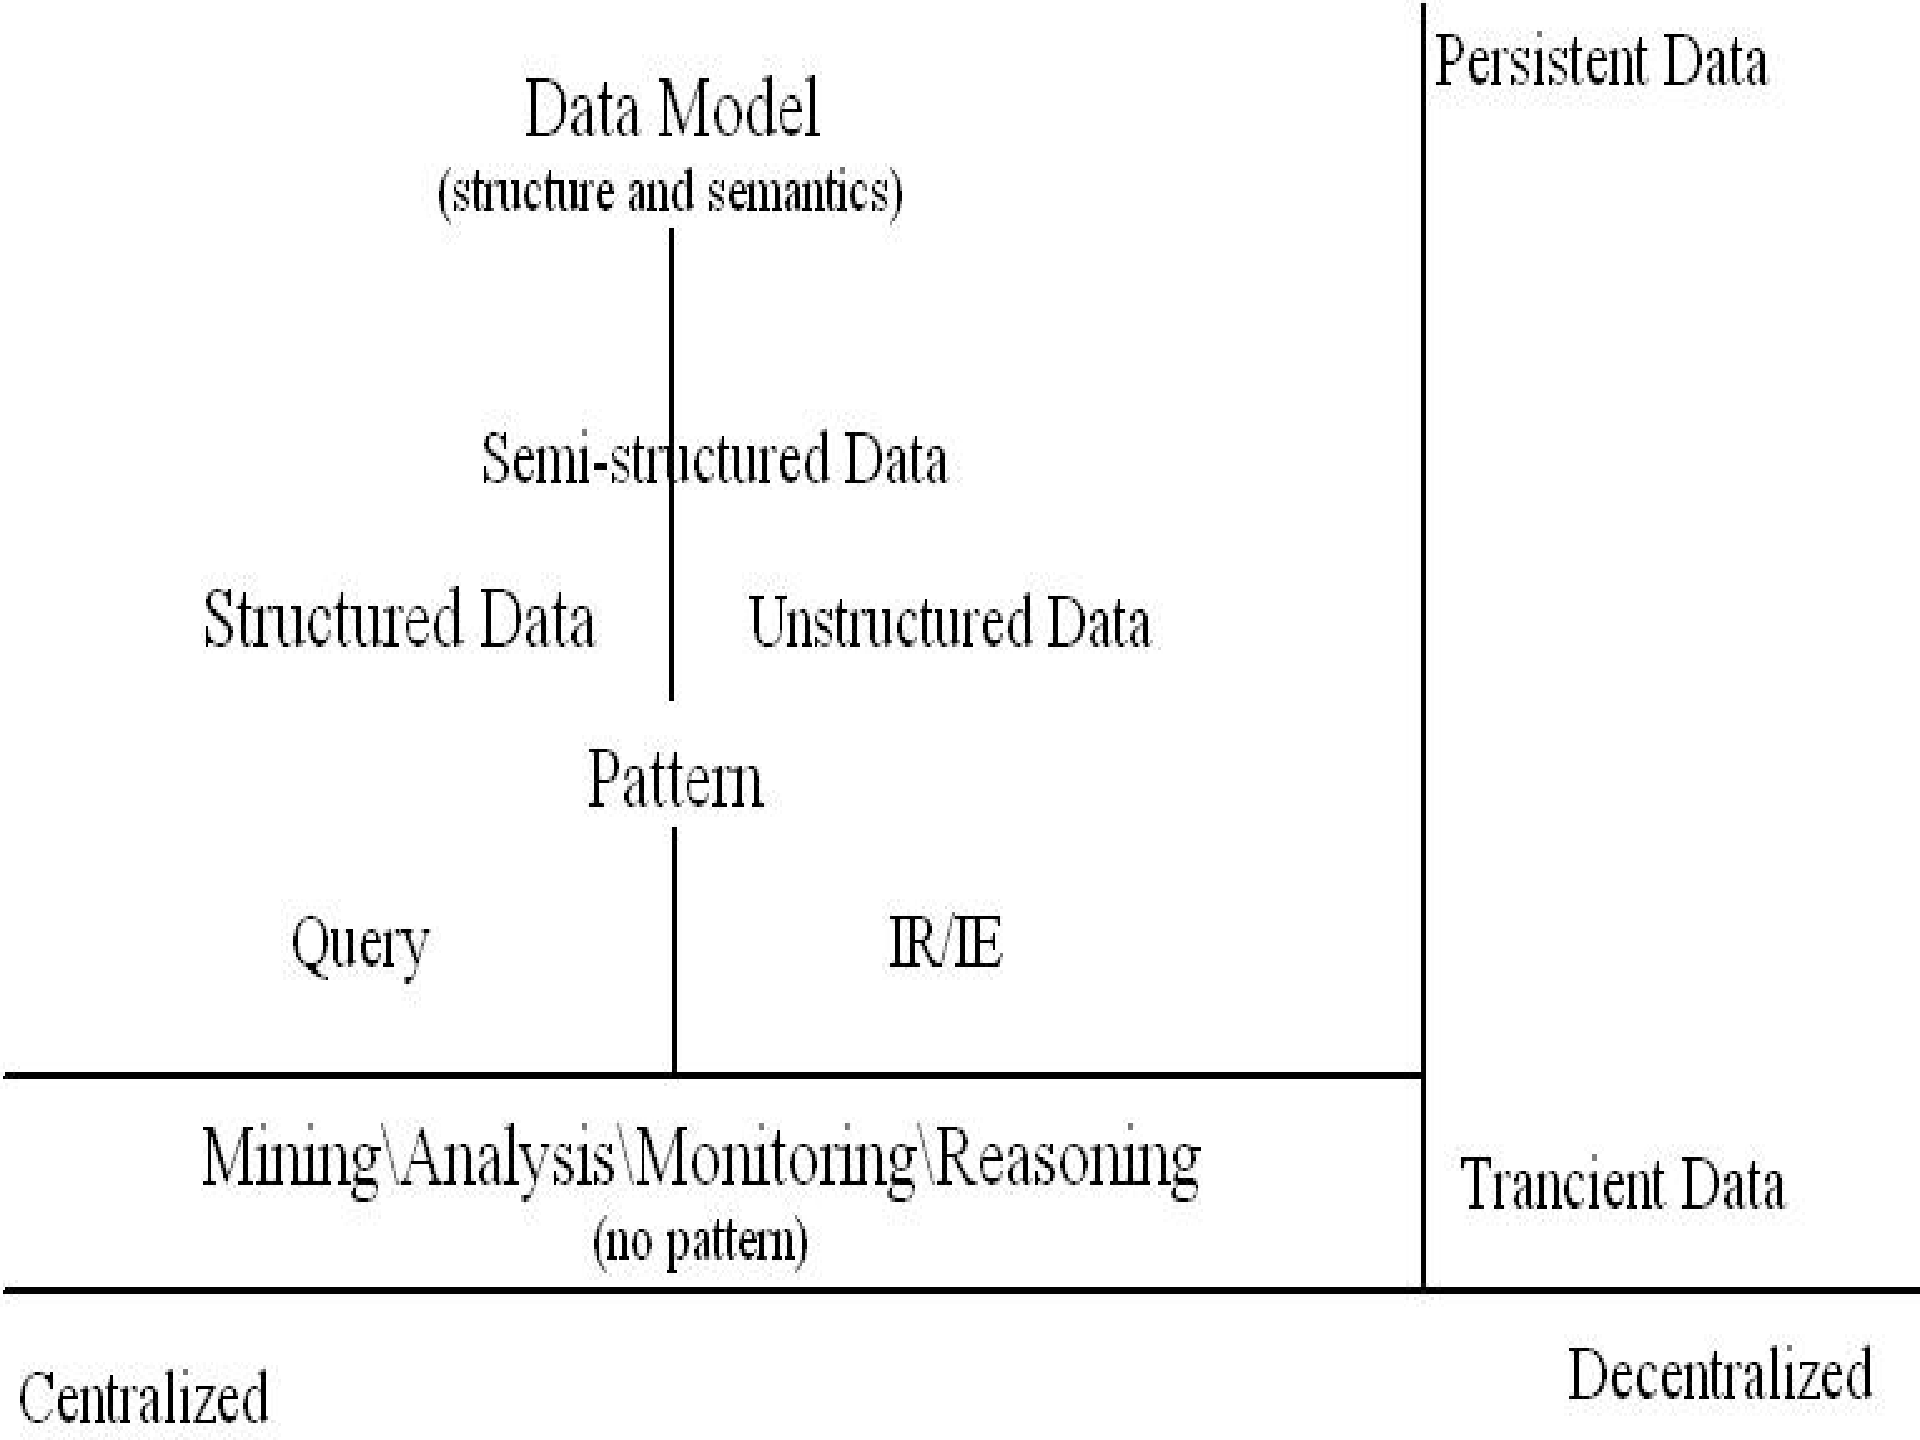 Persistent Data
Data Model
(structure and semantics)
Semi-structured Data
Structured Data
Unstructured Data
Pattern
Query
IR/IE
Mining\Analysis\Monitoring\Reasoning
(no pattern)
Trancient Data
Centralized
Decentralized